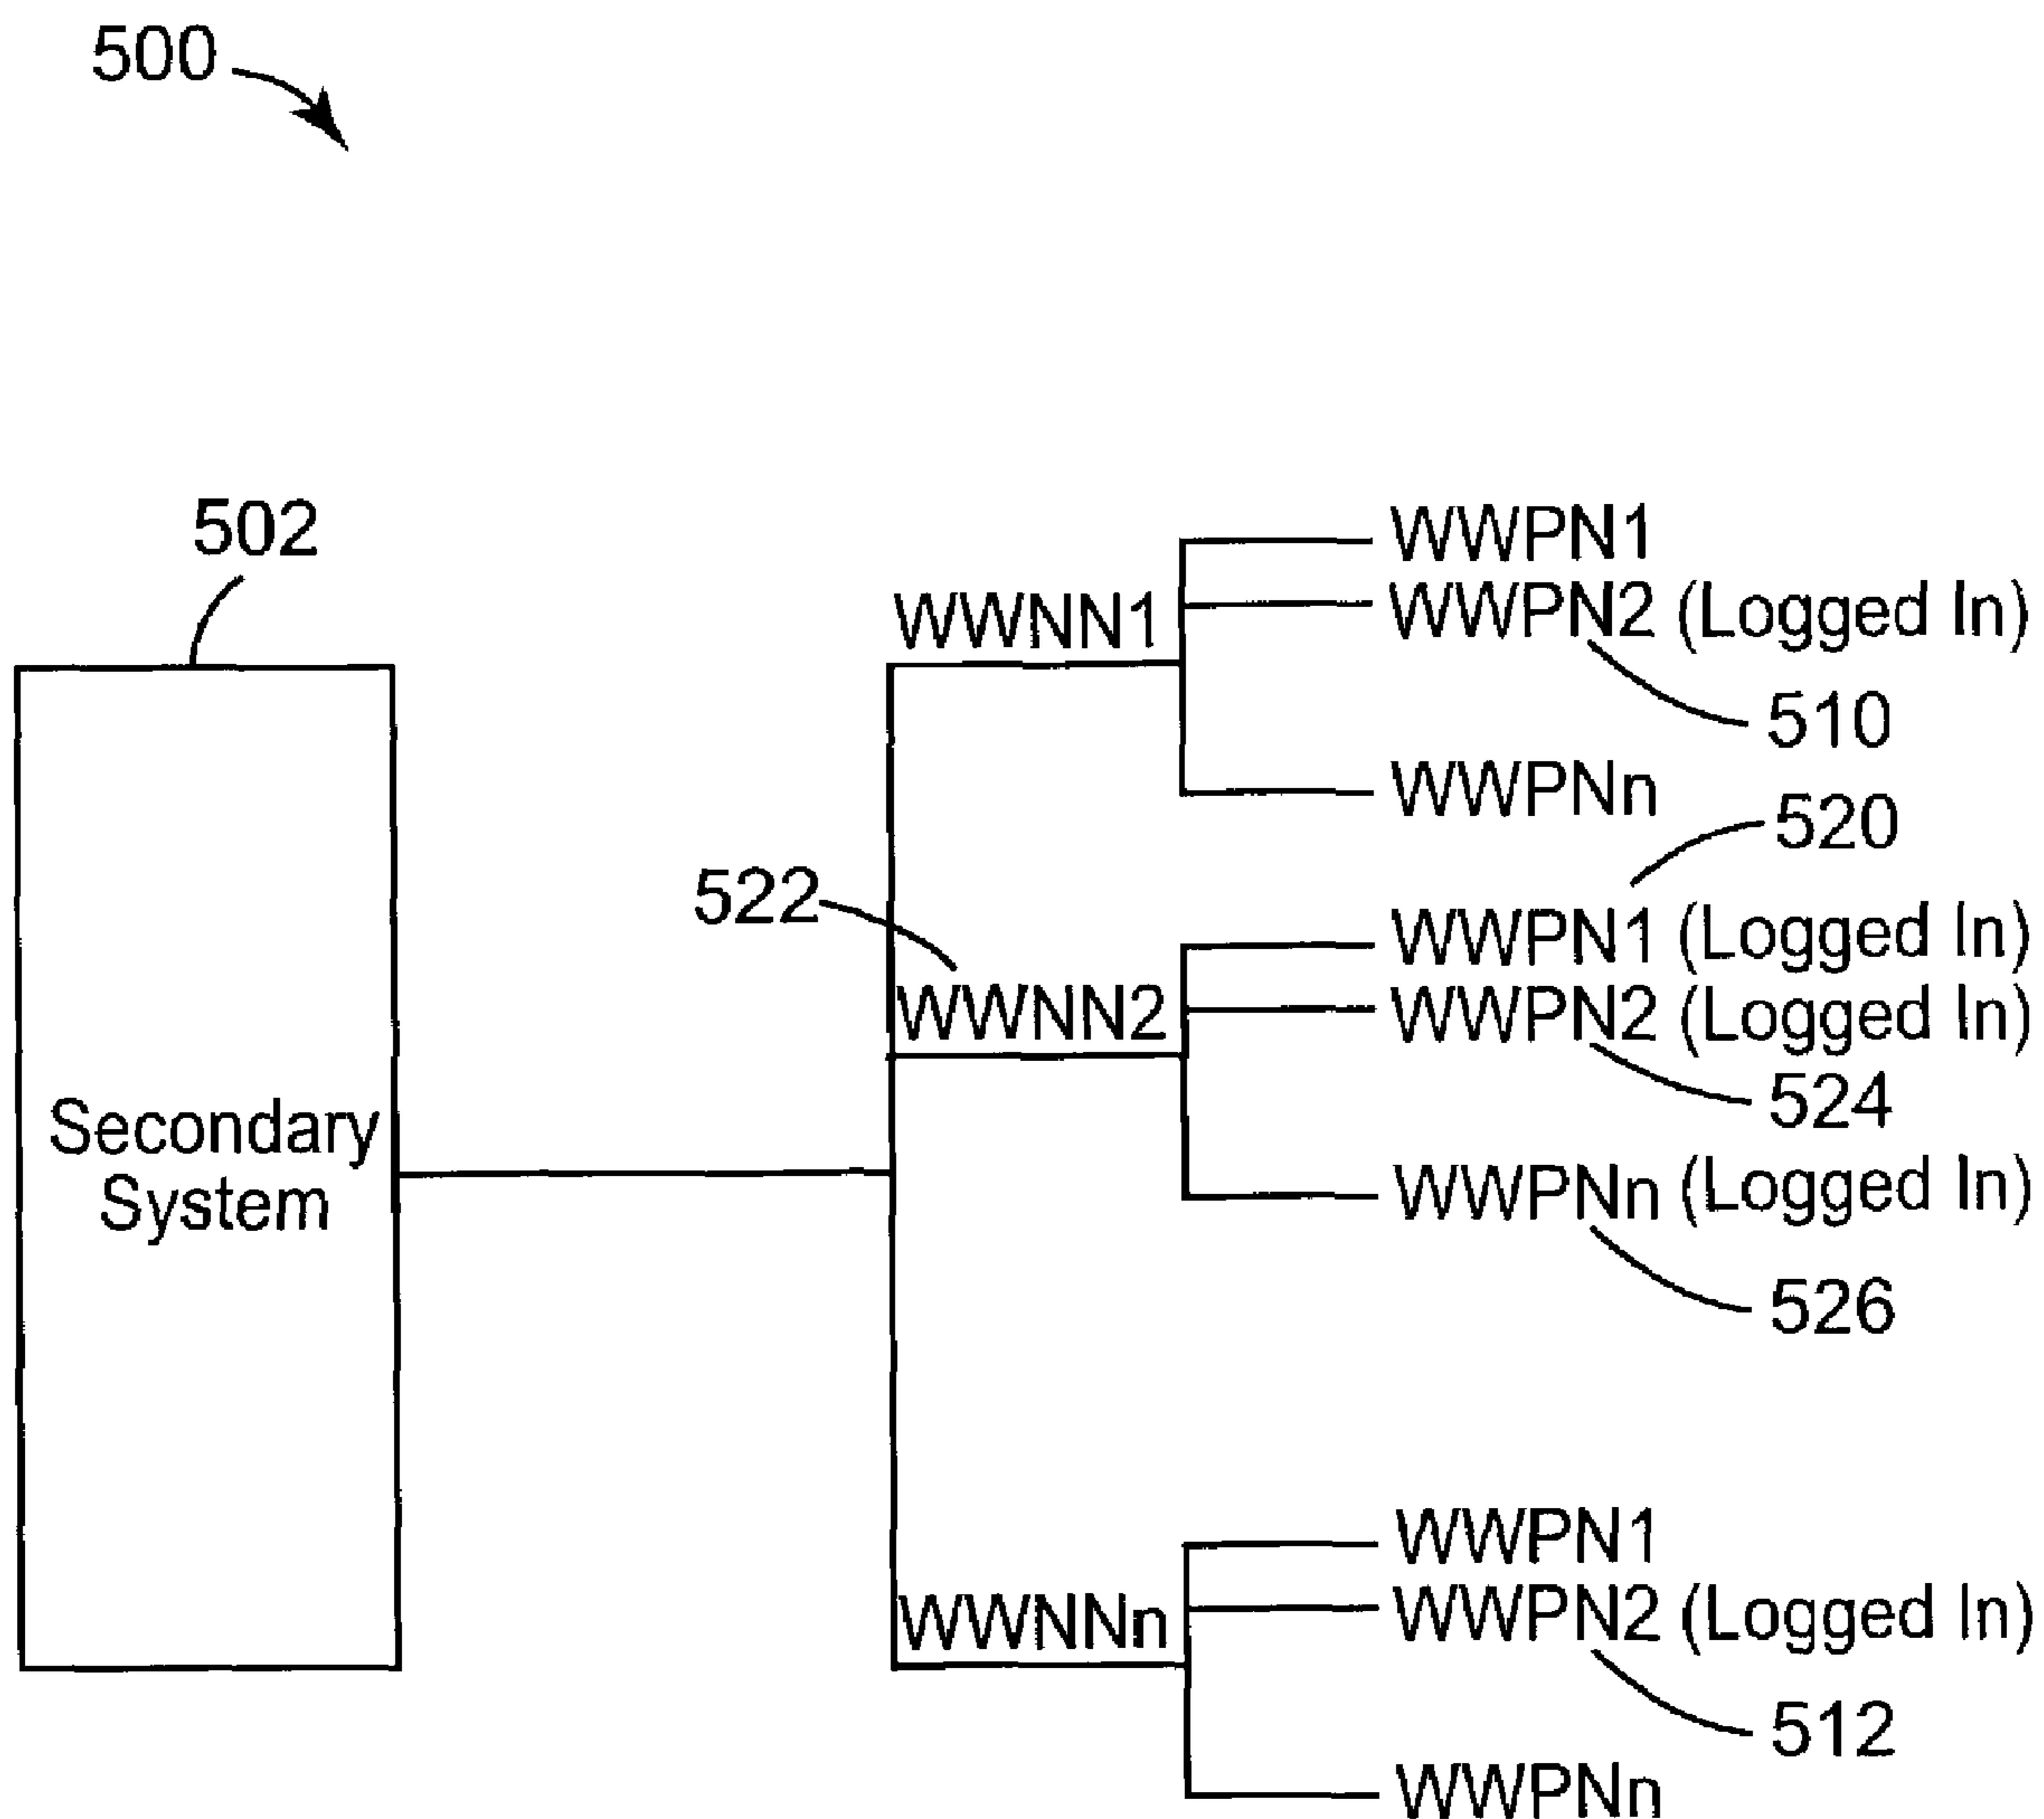 500
502
WWNN1
WWPN1
WWPN2 (Logged In)
510
WWPNn
520
522
WWNN2
WWPN1 (Logged In)
WWPN2 (Logged In)
524
WWPNn (Logged In)
526
Secondary
System
WWNNn
WWPN1
WWPN2 (Logged In)
512
WWPNn